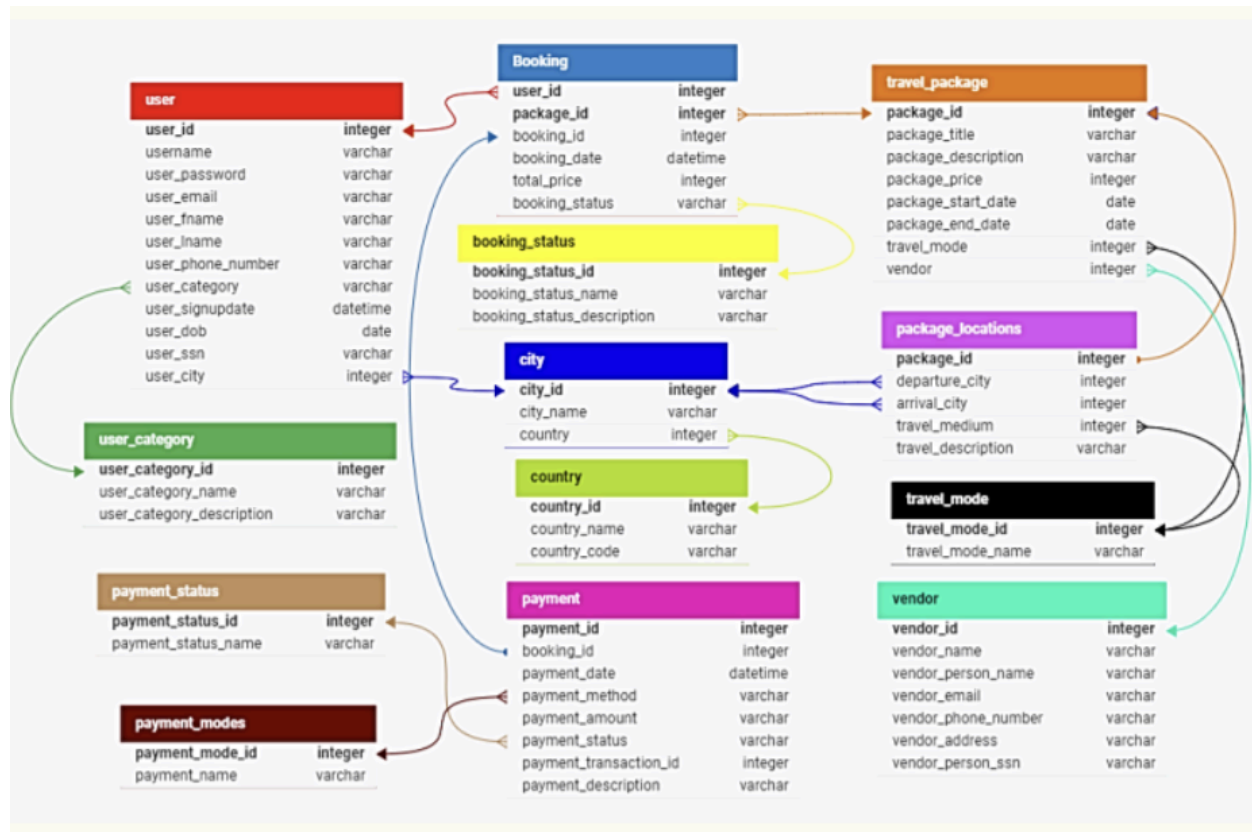 user
user_id integer
username varchar
user_password varchar
user_email varchar
user_fname varchar
user_lname varchar
user_phone_number varchar
user_category varchar
user_signupdate datetime
user_dob date
user_ssn varchar
user_city integer
Booking
user_id integer
package_id integer
booking_id integer
booking_date datetime
total_price integer
booking_status varchar
travel_package
package_id integer
package_title varchar
package_description varchar
package_price integer
package_start_date date
package_end_date date
travel_mode integer
vendor integer
booking_status
booking_status_id integer
booking_status_name varchar
booking_status_description varchar
package_locations
package_id integer
departure_city integer
arrival_city integer
travel_medium integer
travel_description varchar
city
city_id integer
city_name varchar
country integer
user_category
user_category_id integer
user_category_name varchar
user_category_description varchar
country
country_id integer
country_name varchar
country_code varchar
travel_mode
travel_mode_id integer
travel_mode_name varchar
payment_status
payment_status_id integer
payment_status_name varchar
payment
payment_id integer
booking_id integer
payment_date datetime
payment_method varchar
payment_amount varchar
payment_status varchar
payment_transaction_id integer
payment_description varchar
vendor
vendor_id integer
vendor_name varchar
vendor_person_name varchar
vendor_email varchar
vendor_phone_number varchar
vendor_address varchar
vendor_person_ssn varchar
payment_modes
payment_mode_id integer
payment_name varchar